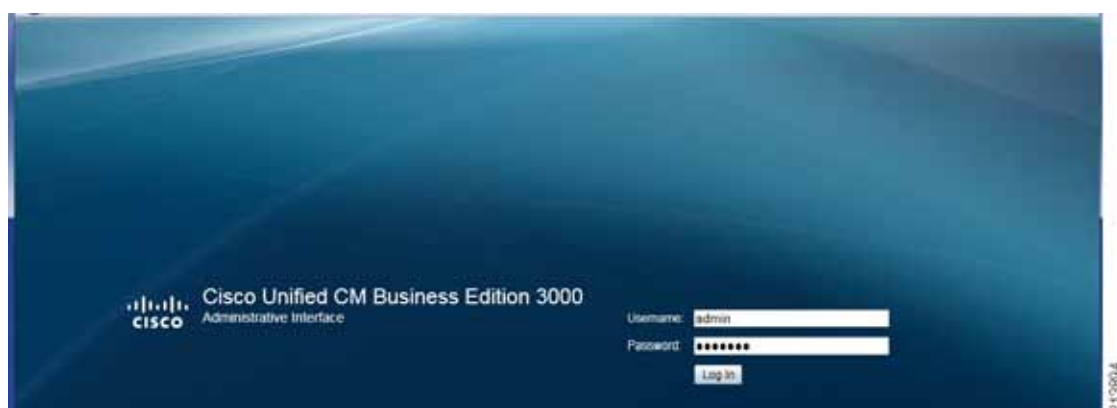 Cisco Unified CM Business Edition 3000
CISCO
Administrative Interface
Username:
admin
Password:
•••••••
Log In